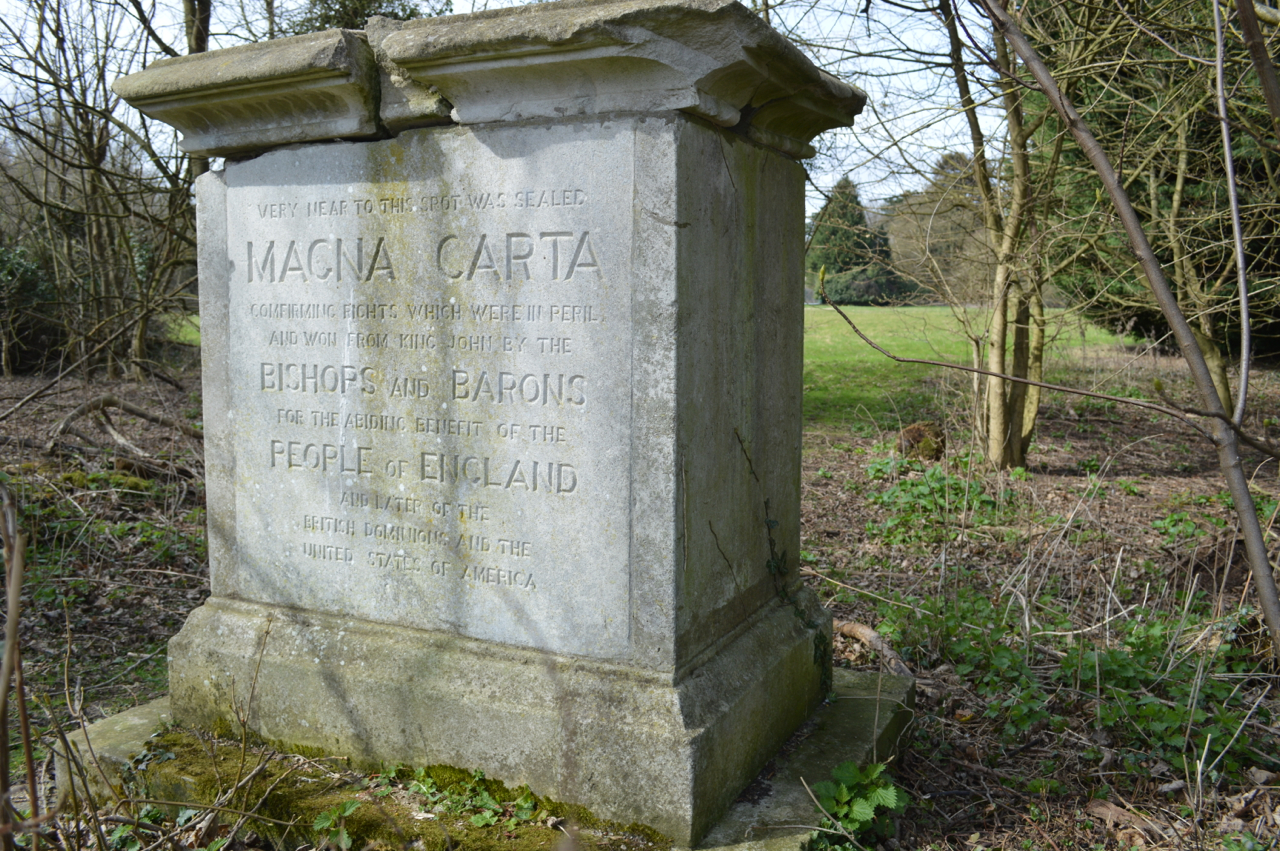 VERY NEAR TO THIS SPOT WAS SEALED
MAGNA CARTA
COMFIRMING RIGHTS WHICH WERE IN PERIL,
AND WON FROM KING JOHN BY THE
BISHOPS AND BARONS
FOR THE ABIDING BENEFIT OF THE
PEOPLE OF ENGLAND
AND LATER OF THE
BRITISH DOMINIONS AND THE
UNITED STATES OF AMERICA